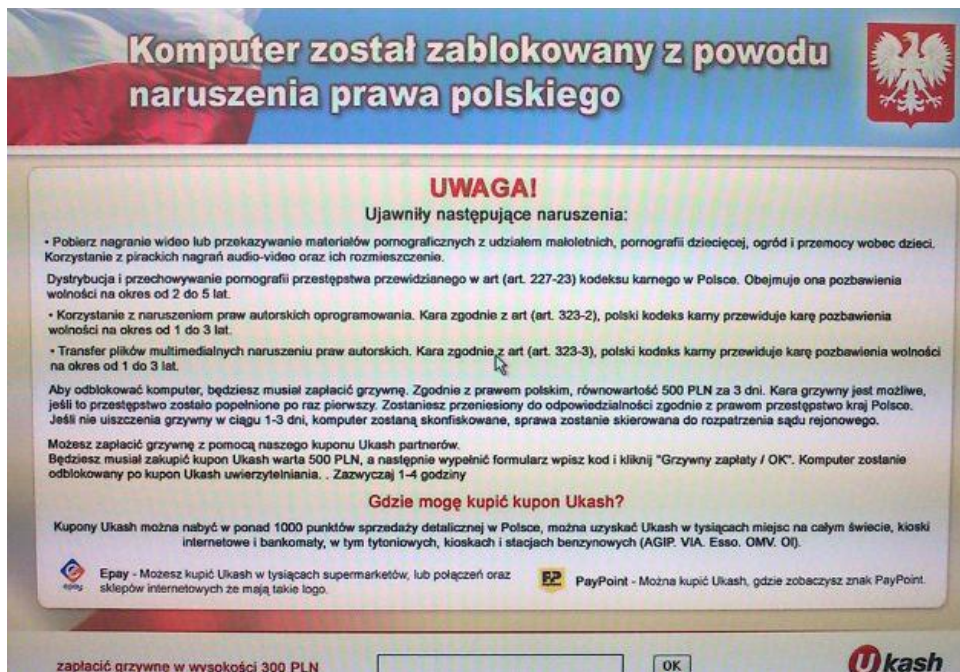 Komputer został zablokowany z powodu
naruszenia prawa polskiego
UWAGA!
Ujawniły następujące naruszenia:
• Pobierz nagranie wideo lub przekazywanie materiałów pornograficznych z udziałem małoletnich, pornografii dziecięcej, ogród i przemocy wobec dzieci.
Korzystanie z pirackich nagrań audio-video oraz ich rozmieszczenie.
Dystrybucja i przechowywanie pornografii przestępstwa przewidzianego w art (art. 227-23) kodeksu karnego w Polsce. Obejmuje ona pozbawienia
wolności na okres od 2 do 5 lat.
• Korzystanie z naruszeniem praw autorskich oprogramowania. Kara zgodnie z art (art. 323-2), polski kodeks karny przewiduje karę pozbawienia
wolności na okres od 1 do 3 lat.
• Transfer plików multimedialnych naruszeniu praw autorskich. Kara zgodnie z art (art. 323-3), polski kodeks karny przewiduje karę pozbawienia wolności
na okres od 1 do 3 lat.
Aby odblokować komputer, będziesz musiał zapłacić grzywnę. Zgodnie z prawem polskim, równowartość 500 PLN za 3 dni. Kara grzywny jest możliwe,
jeśli to przestępstwo zostało popełnione po raz pierwszy. Zostaniesz przeniesiony do odpowiedzialności zgodnie z prawem przestępstwo kraj Polsce.
Jeśli nie uiszczenia grzywny w ciągu 1-3 dni, komputer zostaną skonfiskowane, sprawa zostanie skierowana do rozpatrzenia sądu rejonowego.
Możesz zapłacić grzywnę z pomocą naszego kuponu Ukash partnerów.
Będziesz musiał zakupić kupon Ukash warta 500 PLN, a następnie wypełnić formularz wpisz kod i kliknij "Grzywny zapłaty / OK". Komputer zostanie
odblokowany po kupon Ukash uwierzytelniania. . Zazwyczaj 1-4 godziny
Gdzie mogę kupić kupon Ukash?
Kupony Ukash można nabyć w ponad 1000 punktów sprzedaży detalicznej w Polsce, można uzyskać Ukash w tysiącach miejsc na całym świecie, kioski
internetowe i bankomaty, w tym tytoniowych, kioskach i stacjach benzynowych (AGIP. VIA. Esso. OMV. OI).
epay
Epay - Możesz kupić Ukash w tysiącach supermarketów, lub połączeń oraz
sklepów internetowych że mają takie logo.
PayPoint - Można kupić Ukash, gdzie zobaczysz znak PayPoint.
zapłacić grzywnę w wysokości 300 PLN
OK
Ukash